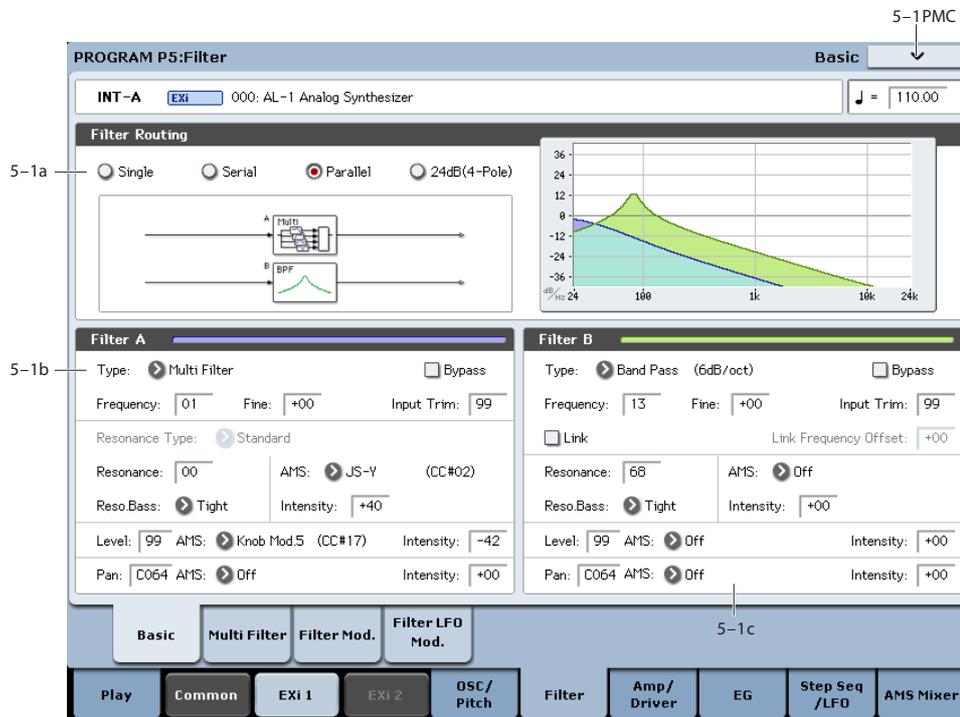 5-1PMC
PROGRAM P5:Filter Basic
INT-A EXi 000: AL-1 Analog Synthesizer ♩ = 110.00
Filter Routing
5-1a
Single Serial Parallel 24dB(4-Pole)
A Multi
B BPF
36
24
12
0
-12
-24
-36
dB/Hz 24 100 1k 10k 24k
Filter A
5-1b
Type: Multi Filter Bypass
Frequency: 01 Fine: +00 Input Trim: 99
Resonance Type: Standard
Resonance: 00 AMS: JS-Y (CC#02)
Reso.Bass: Tight Intensity: +40
Level: 99 AMS: Knob Mod.5 (CC#17) Intensity: -42
Pan: C064 AMS: Off Intensity: +00
Filter B
Type: Band Pass (6dB/oct) Bypass
Frequency: 13 Fine: +00 Input Trim: 99
Link Link Frequency Offset: +00
Resonance: 68 AMS: Off
Reso.Bass: Tight Intensity: +00
Level: 99 AMS: Off Intensity: +00
Pan: C064 AMS: Off Intensity: +00
5-1c
Basic Multi Filter Filter Mod. Filter LFO
Mod.
Play Common EXi 1 EXi 2 OSC/
Pitch Filter Amp/
Driver EG Step Seq
/LFO AMS Mixer